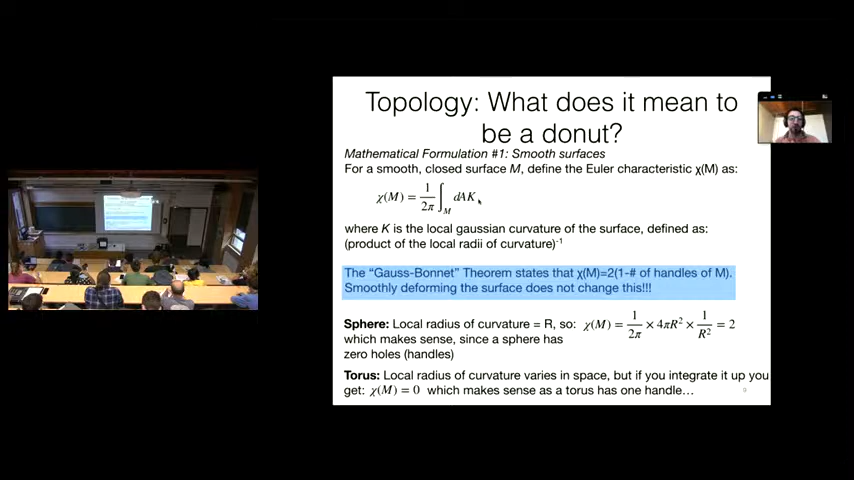 Topology: What does it mean to
be a donut?
Mathematical Formulation #1: Smooth surfaces
For a smooth, closed surface M, define the Euler characteristic χ(M) as:
χ(M) = 1/2π ∫_M dAK
where K is the local gaussian curvature of the surface, defined as:
(product of the local radii of curvature)⁻¹
The “Gauss-Bonnet” Theorem states that χ(M)=2(1-# of handles of M).
Smoothly deforming the surface does not change this!!!
Sphere: Local radius of curvature = R, so: χ(M) = 1/2π × 4πR² × 1/R² = 2
which makes sense, since a sphere has
zero holes (handles)
Torus: Local radius of curvature varies in space, but if you integrate it up you
get: χ(M) = 0 which makes sense as a torus has one handle…
9